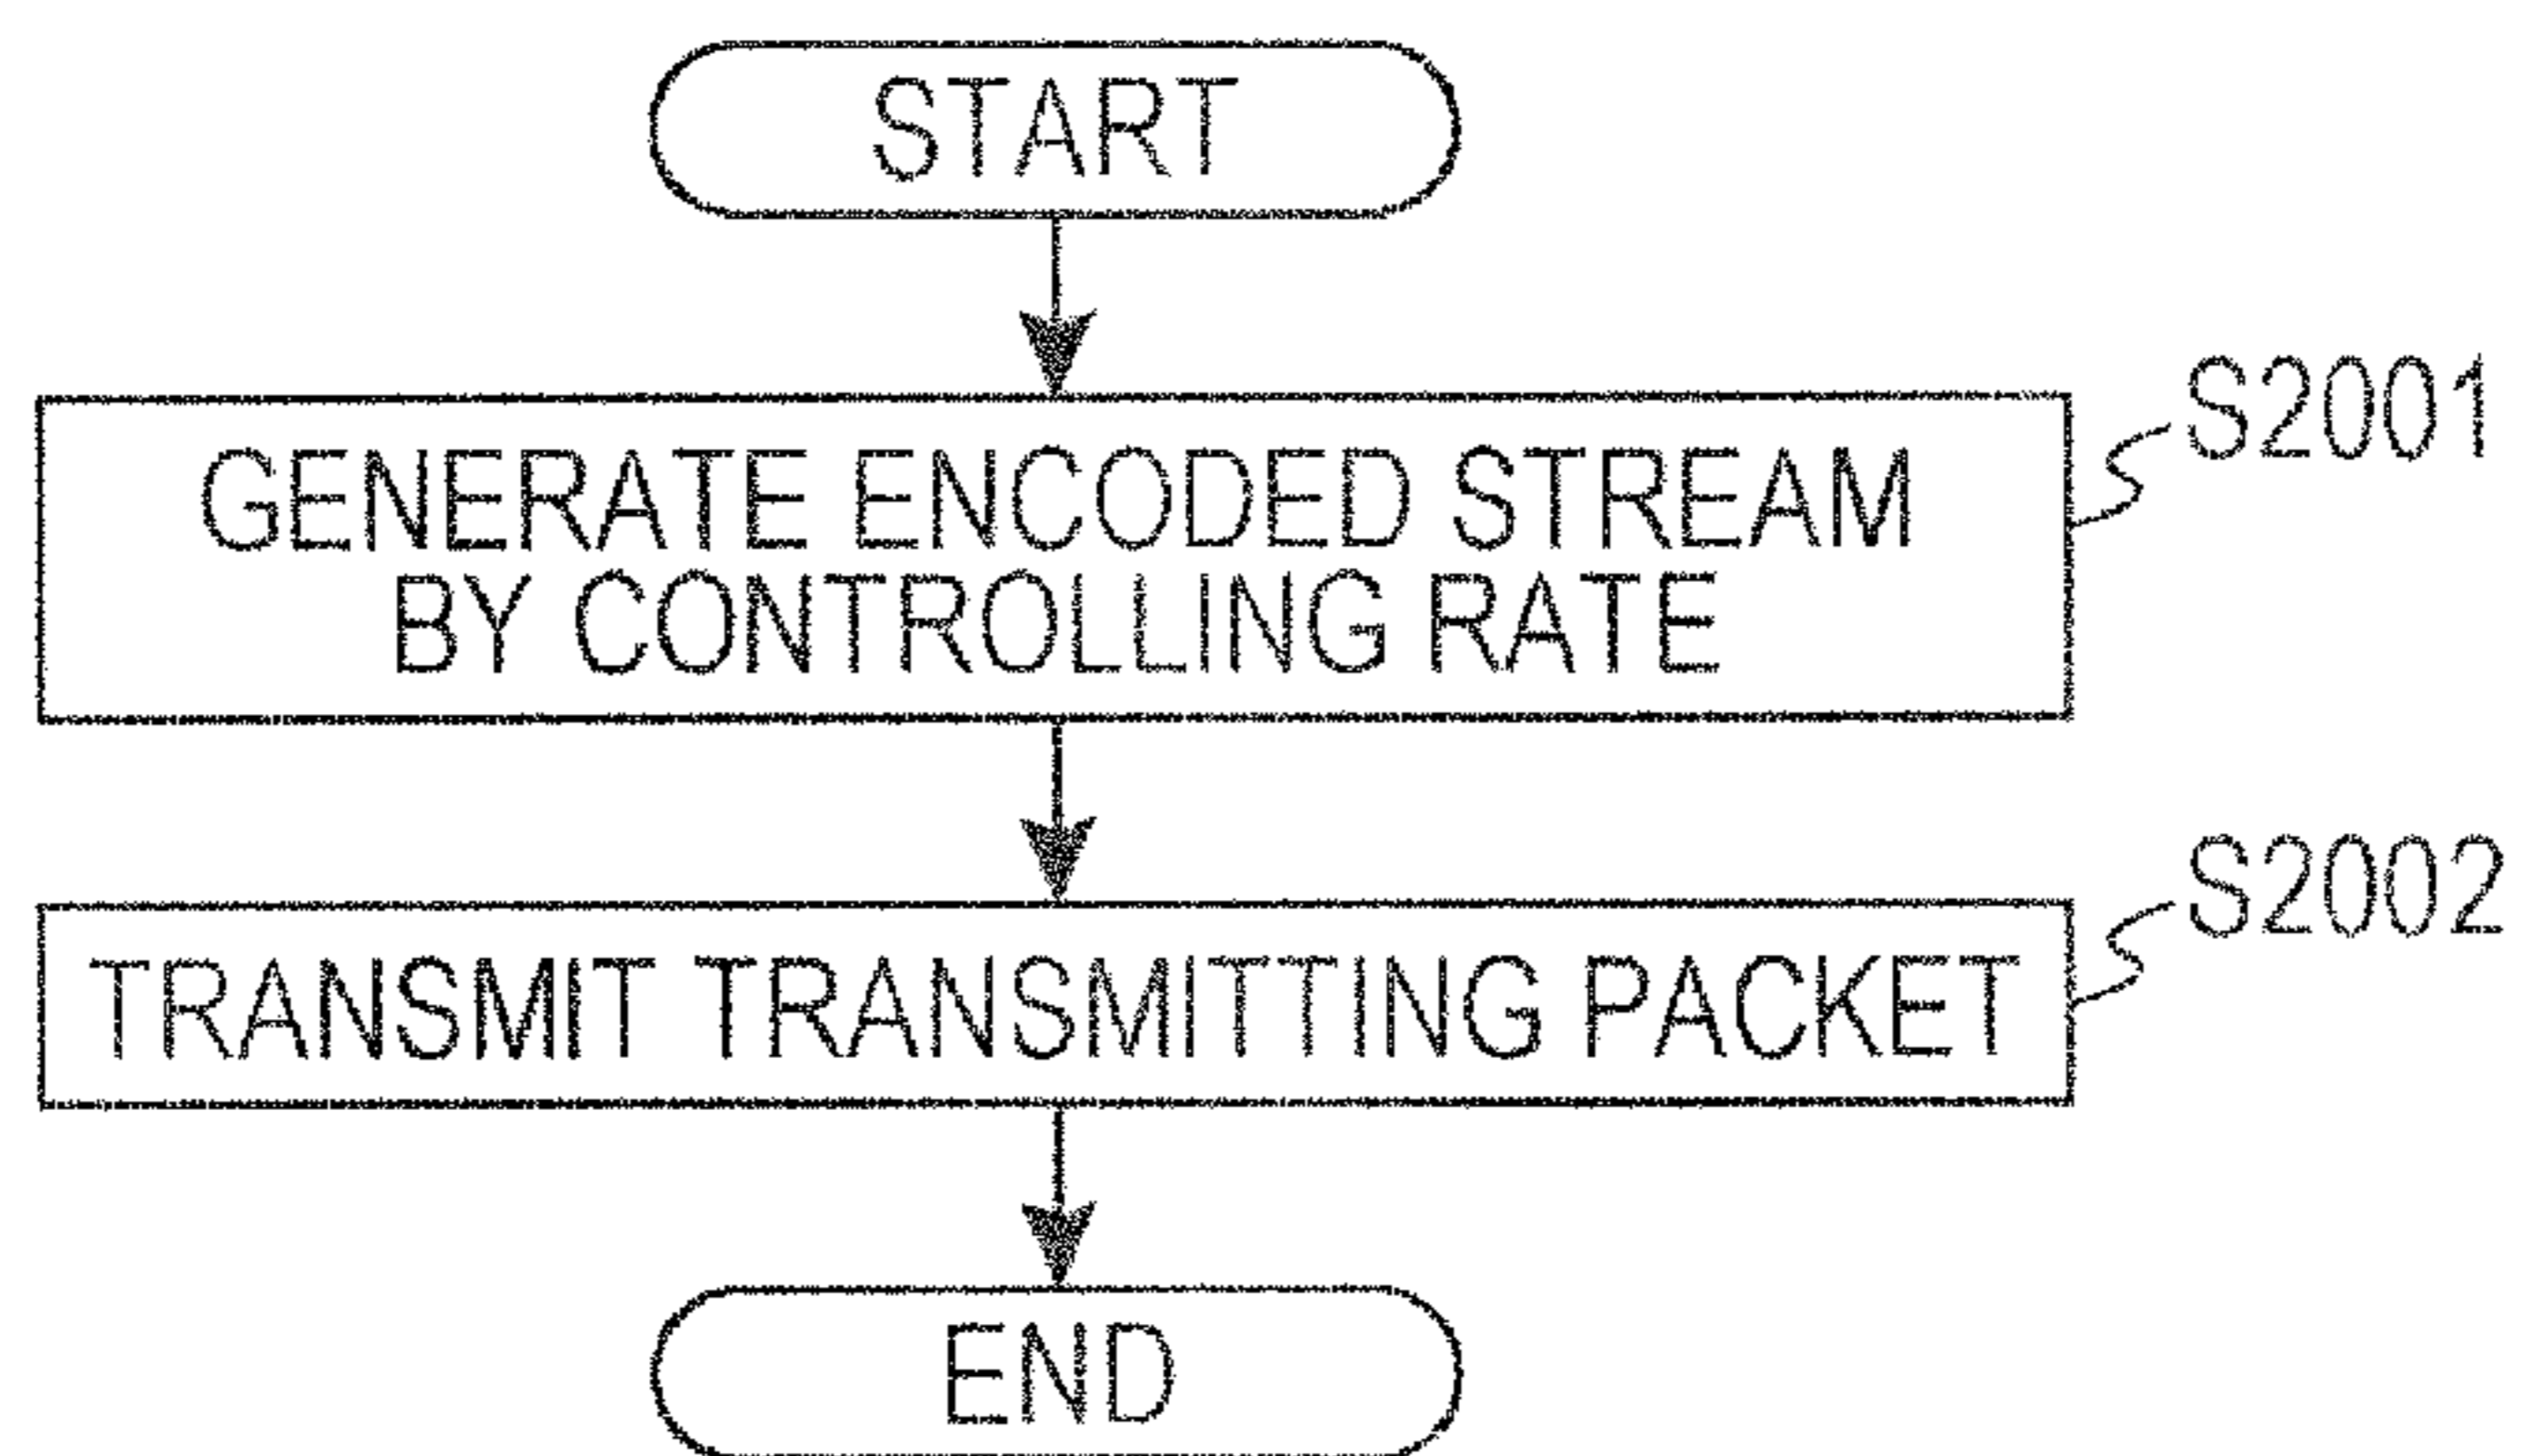 START
S2001
GENERATE ENCODED STREAM
BY CONTROLLING RATE
S2002
TRANSMIT TRANSMITTING PACKET
END